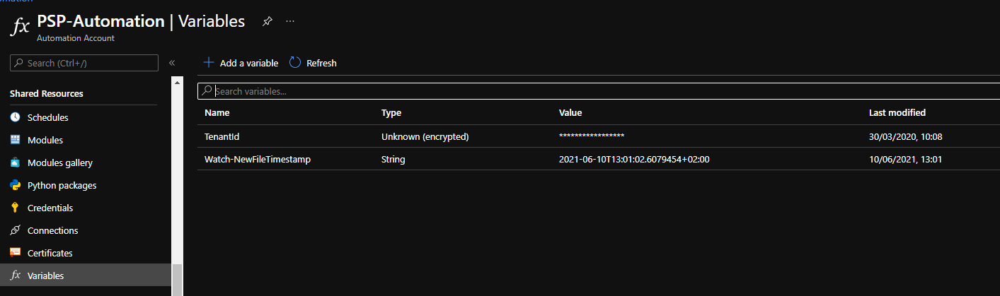 PSP-Automation | Variables
Automation Account
Search (Ctrl+/)
Add a variable
Refresh
Shared Resources
Schedules
Modules
Modules gallery
Python packages
Credentials
Connections
Certificates
Variables
Search variables...
Name Type Value Last modified
TenantId Unknown (encrypted) ***************** 30/03/2020, 10:08
Watch-NewFileTimestamp String 2021-06-10T13:01:02.6079454+02:00 10/06/2021, 13:01